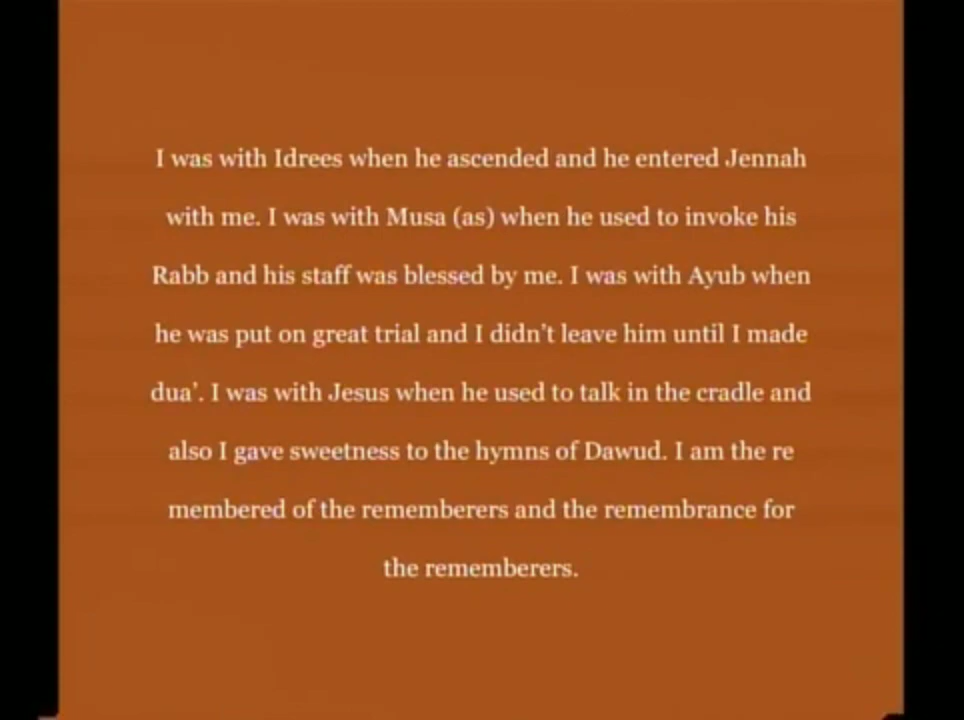 I was with Idrees when he ascended and he entered Jennah
with me. I was with Musa (as) when he used to invoke his
Rabb and his staff was blessed by me. I was with Ayub when
he was put on great trial and I didn’t leave him until I made
dua’. I was with Jesus when he used to talk in the cradle and
also I gave sweetness to the hymns of Dawud. I am the re
membered of the rememberers and the remembrance for
the rememberers.